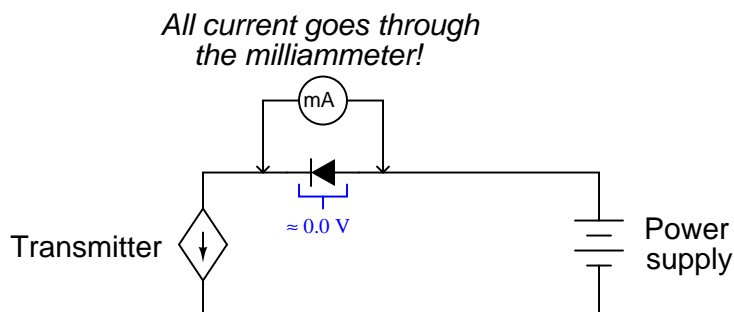 All current goes through
the milliammeter!
mA
≈ 0.0 V
Transmitter
Power
supply